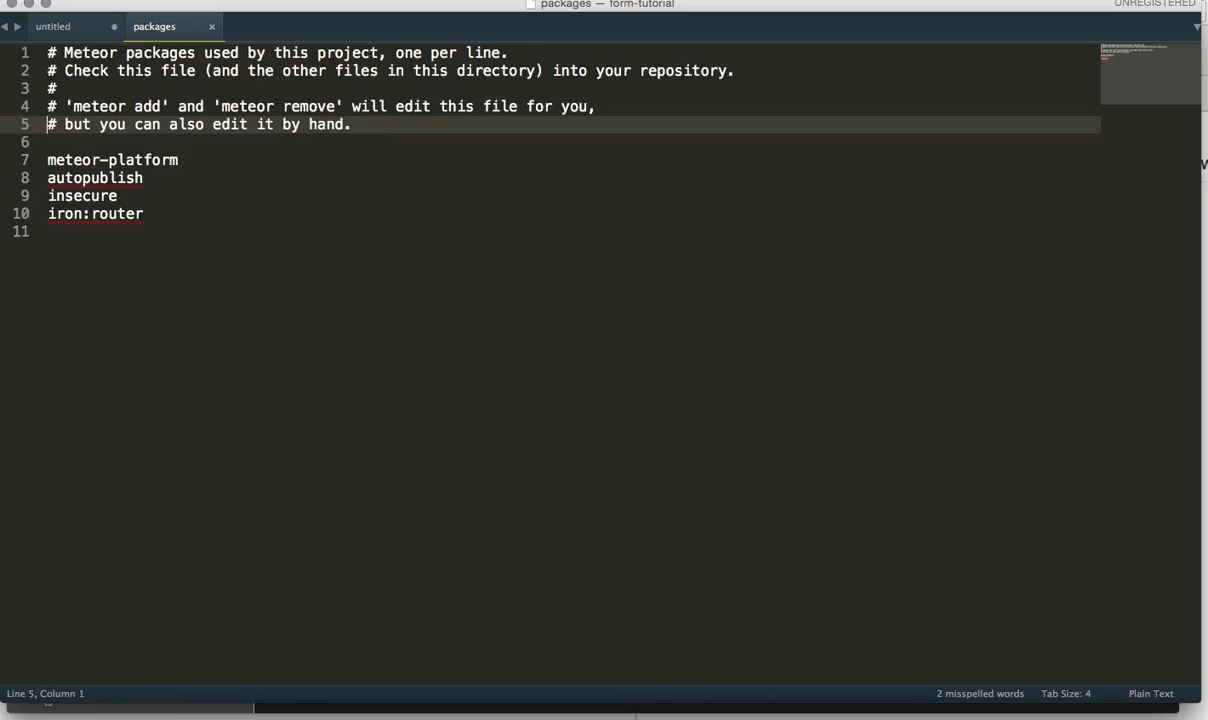 packages — form-tutorial
UNREGISTERED
untitled
packages
1 # Meteor packages used by this project, one per line.
2 # Check this file (and the other files in this directory) into your repository.
3 #
4 # 'meteor add' and 'meteor remove' will edit this file for you,
5 # but you can also edit it by hand.
6
7 meteor-platform
8 autopublish
9 insecure
10 iron:router
11
Line 5, Column 1
2 misspelled words
Tab Size: 4
Plain Text